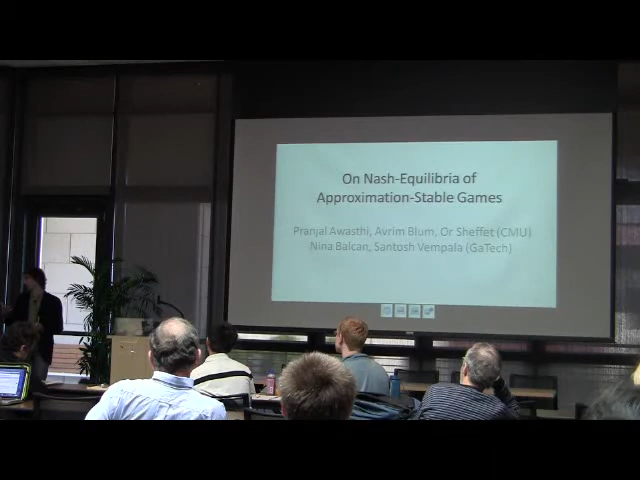 On Nash-Equilibria of
Approximation-Stable Games
Pranjal Awasthi, Avrim Blum, Or Sheffet (CMU)
Nina Balcan, Santosh Vempala (GaTech)